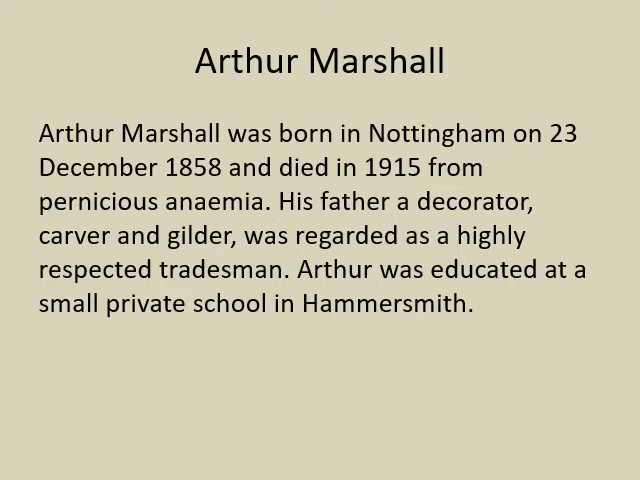 Arthur Marshall
Arthur Marshall was born in Nottingham on 23
December 1858 and died in 1915 from
pernicious anaemia. His father a decorator,
carver and gilder, was regarded as a highly
respected tradesman. Arthur was educated at a
small private school in Hammersmith.